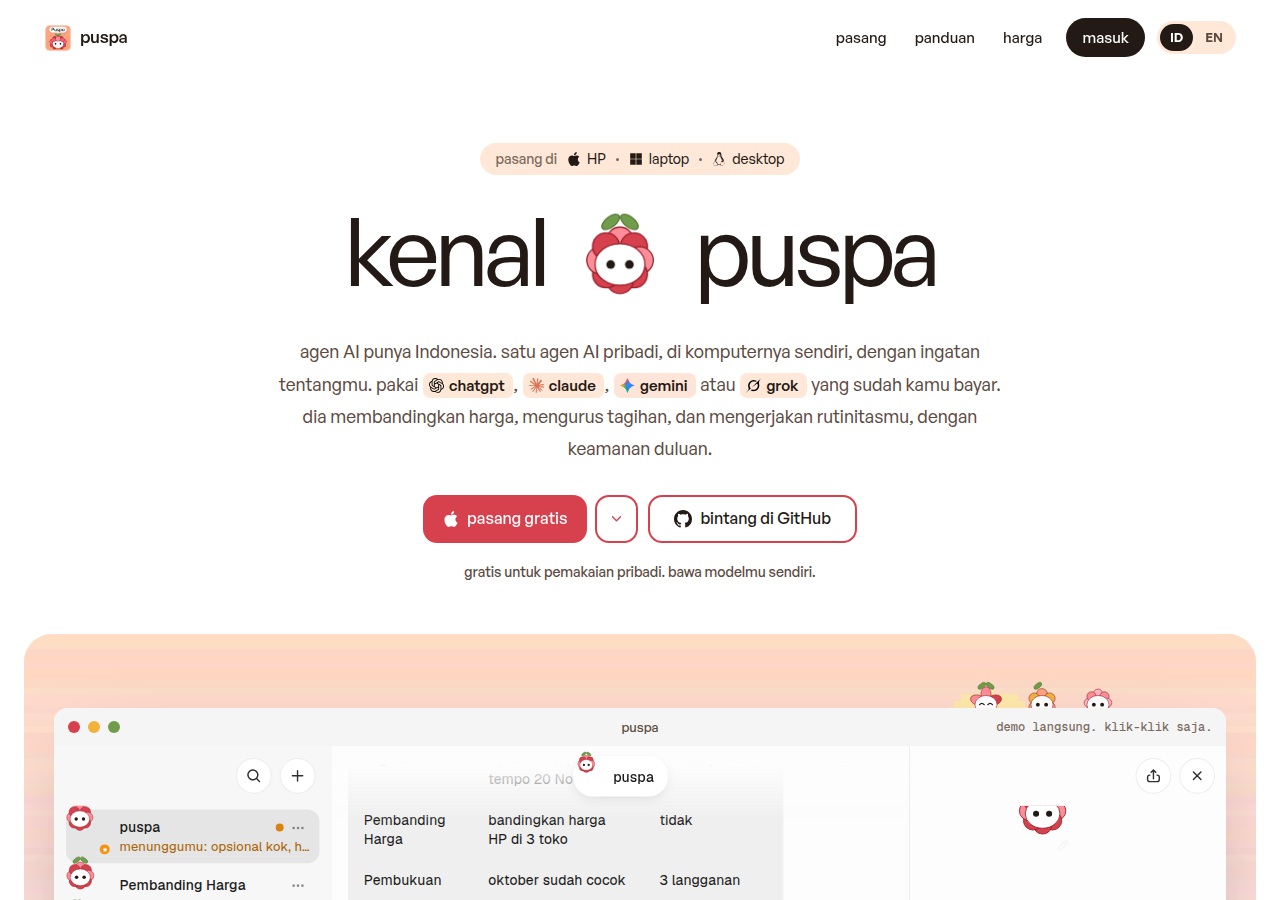 puspa
pasang
panduan
harga
masuk
ID
EN
pasang di HP • laptop • desktop
kenal puspa
agen AI punya Indonesia. satu agen AI pribadi, di komputernya sendiri, dengan ingatan
tentangmu. pakai chatgpt, claude, gemini atau grok yang sudah kamu bayar.
dia membandingkan harga, mengurus tagihan, dan mengerjakan rutinitasmu, dengan
keamanan duluan.
pasang gratis
bintang di GitHub
gratis untuk pemakaian pribadi. bawa modelmu sendiri.
puspa
demo langsung. klik-klik saja.
tempo 20 No
puspa
puspa
menunggumu: opsional kok, h...
Pembanding Harga
Pembanding Harga
bandingkan harga HP di 3 toko
tidak
Pembukuan
oktober sudah cocok
3 langganan